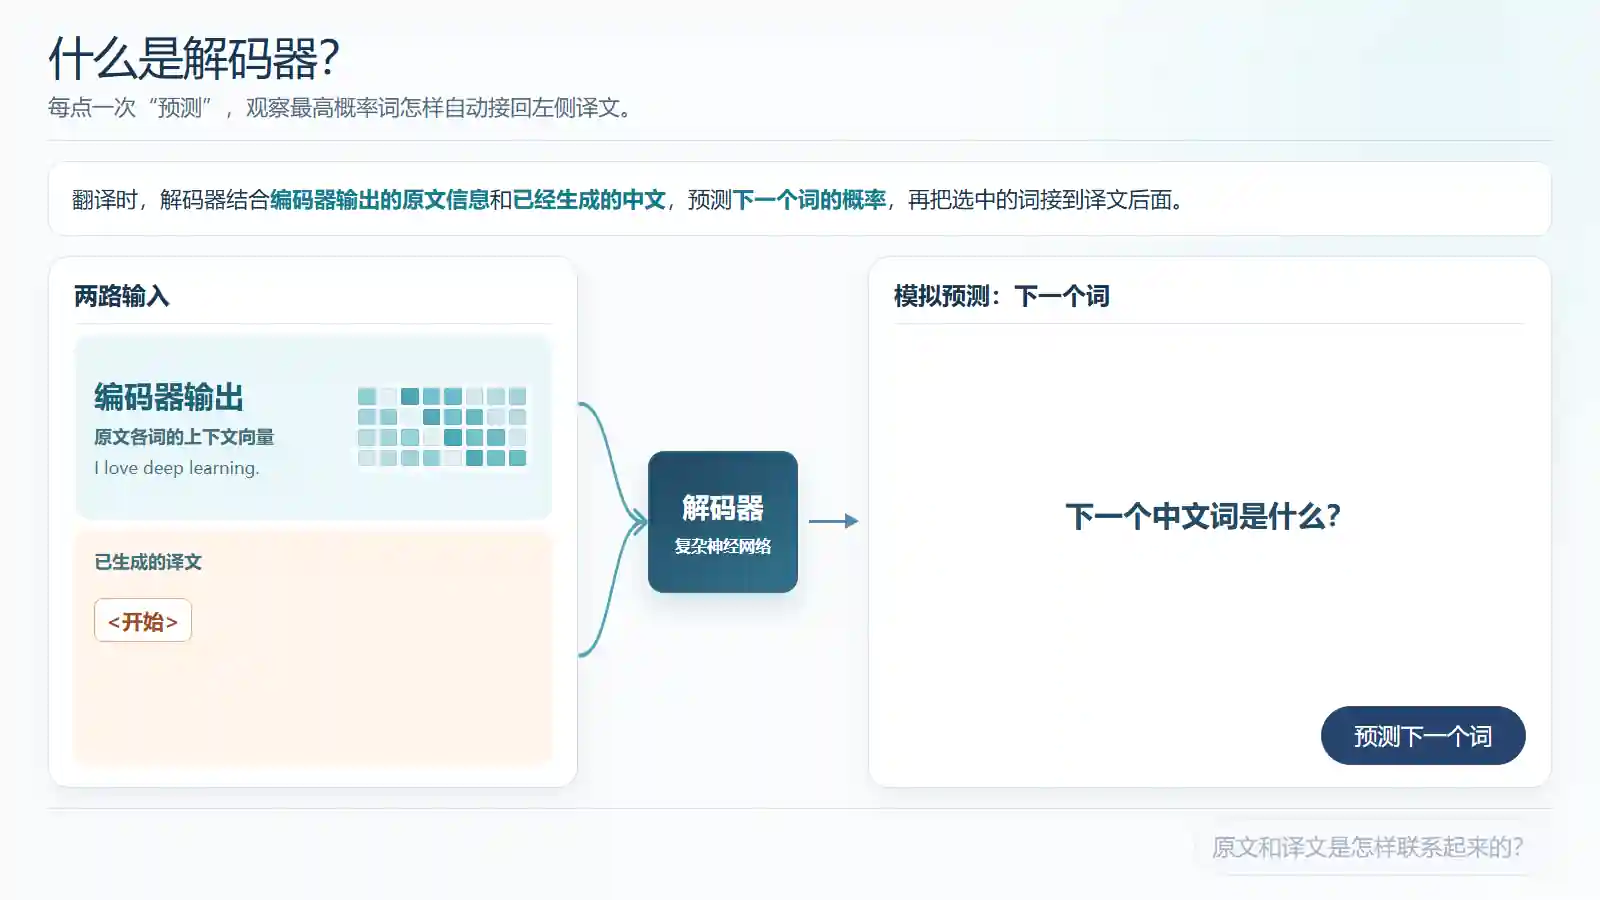 什么是解码器？
每点一次“预测”，观察最高概率词怎样自动接回左侧译文。
翻译时，解码器结合编码器输出的原文信息和已经生成的中文，预测下一个词的概率，再把选中的词接到译文后面。
两路输入
编码器输出
原文各词的上下文向量
I love deep learning.
已生成的译文
<开始>
解码器
复杂神经网络
模拟预测：下一个词
下一个中文词是什么？
预测下一个词
原文和译文是怎样联系起来的？